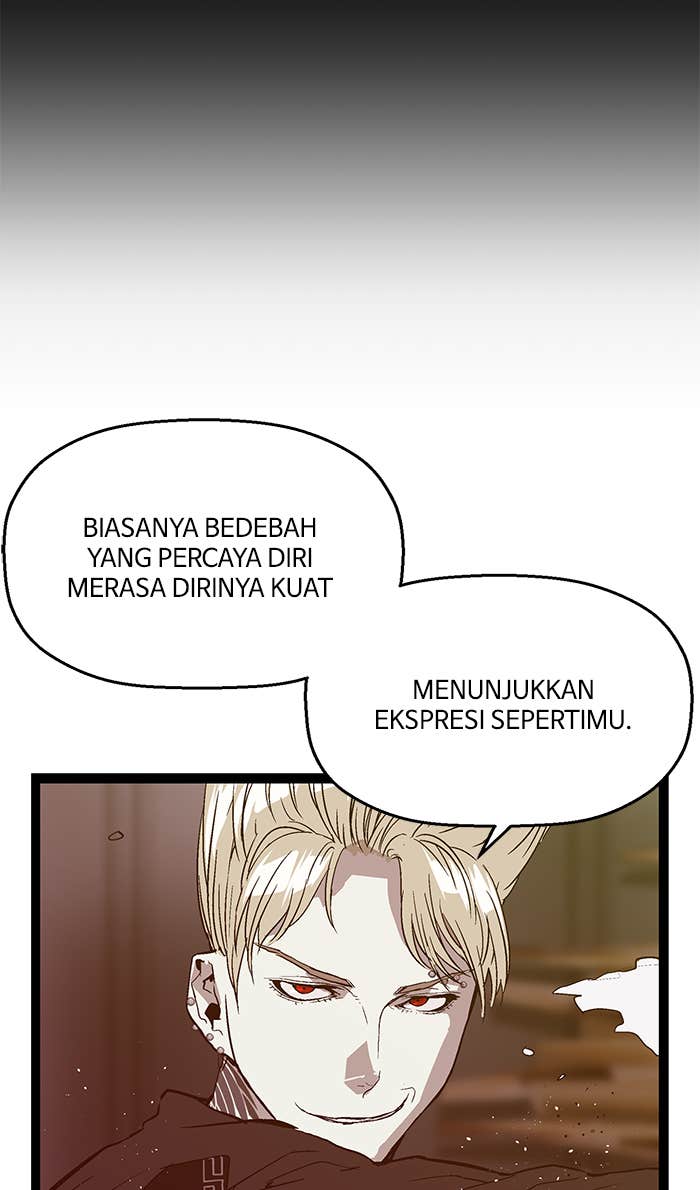 BIASANYA BEDEBAH
YANG PERCAYA DIRI
MERASA DIRINYA KUAT
MENUNJUKKAN
EKSPRESI SEPERTIMU.